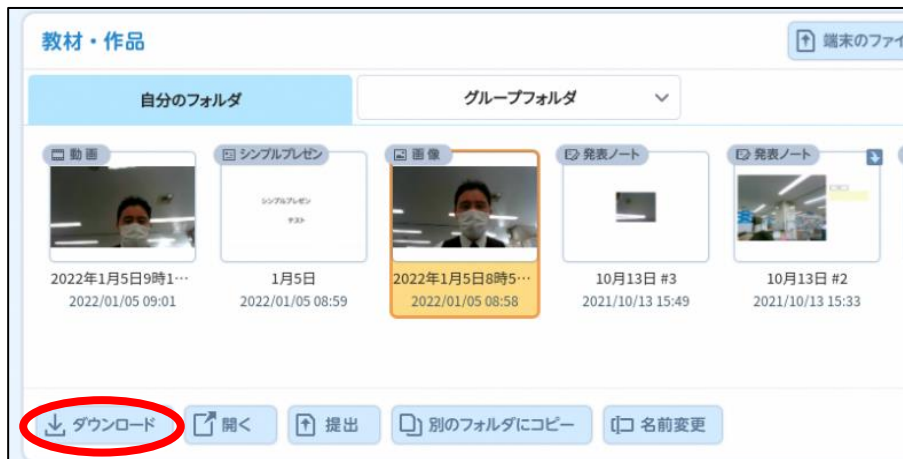 教材・作品
端末のファイ
自分のフォルダ
グループフォルダ
動画
シンプルプレゼン
画像
発表ノート
発表ノート
シンプルプレゼン
テスト
2022年1月5日9時1…
1月5日
2022年1月5日8時5…
10月13日 #3
10月13日 #2
2022/01/05 09:01
2022/01/05 08:59
2022/01/05 08:58
2021/10/13 15:49
2021/10/13 15:33
ダウンロード
開く
提出
別のフォルダにコピー
名前変更